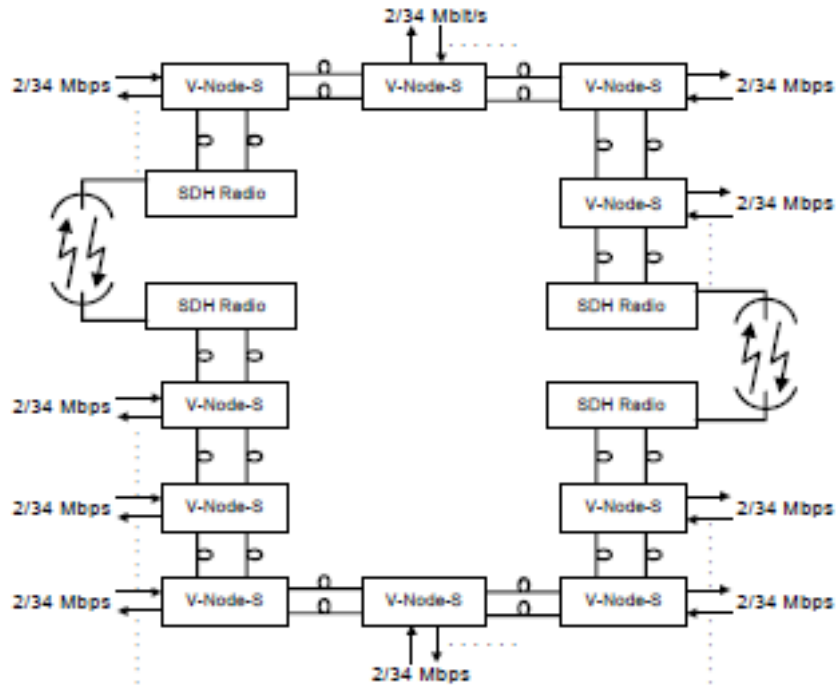 2/34 Mbit/s
2/34 Mbps
V-Node-S
V-Node-S
V-Node-S
2/34 Mbps
SDH Radio
V-Node-S
2/34 Mbps
SDH Radio
SDH Radio
2/34 Mbps
V-Node-S
SDH Radio
2/34 Mbps
V-Node-S
V-Node-S
2/34 Mbps
2/34 Mbps
V-Node-S
V-Node-S
V-Node-S
2/34 Mbps
2/34 Mbps